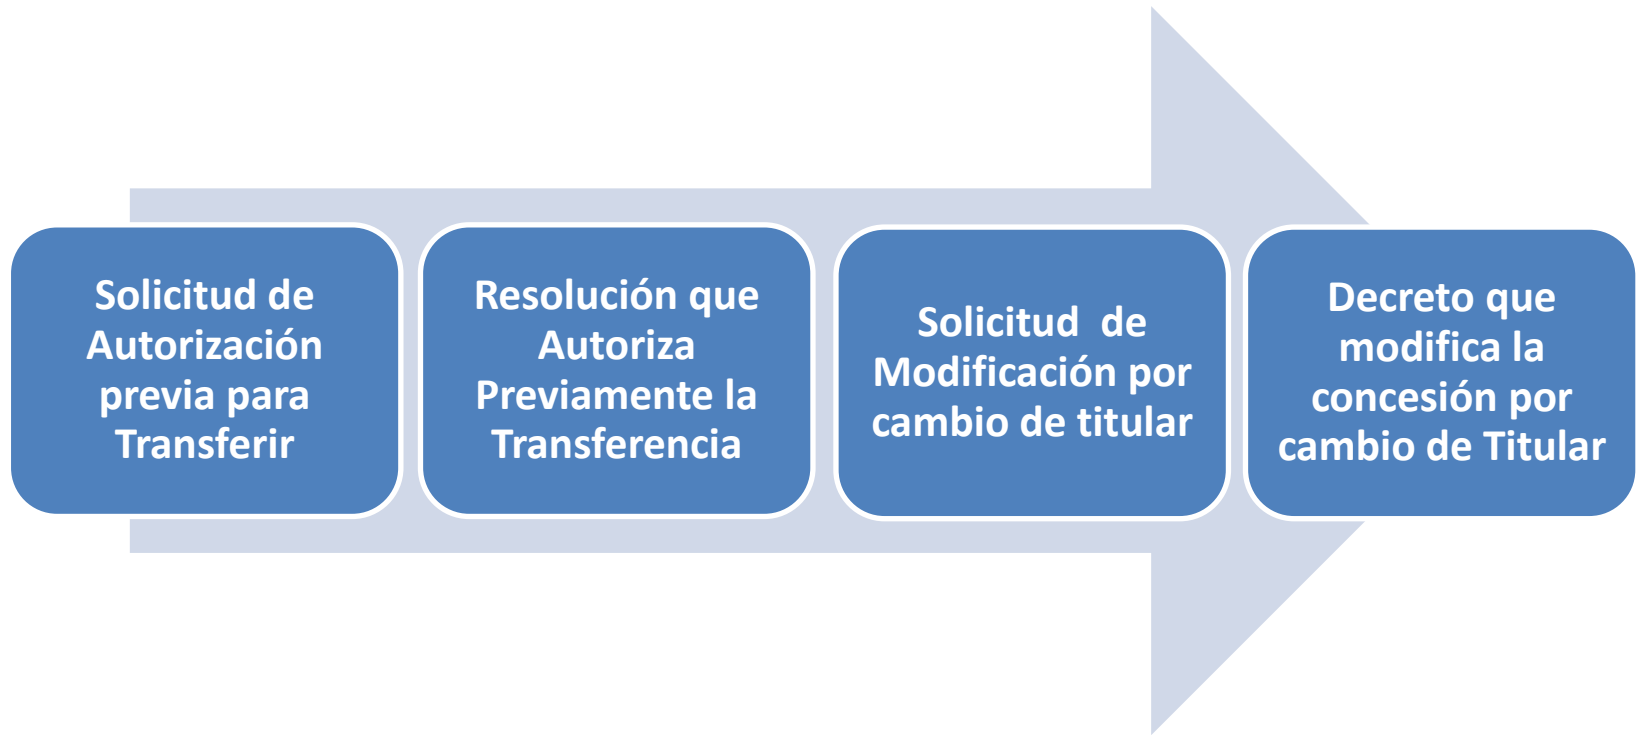 Solicitud de
Autorización
previa para
Transferir
Resolución que
Autoriza
Previamente la
Transferencia
Solicitud  de
Modificación por
cambio de titular
Decreto que
modifica la
concesión por
cambio de Titular